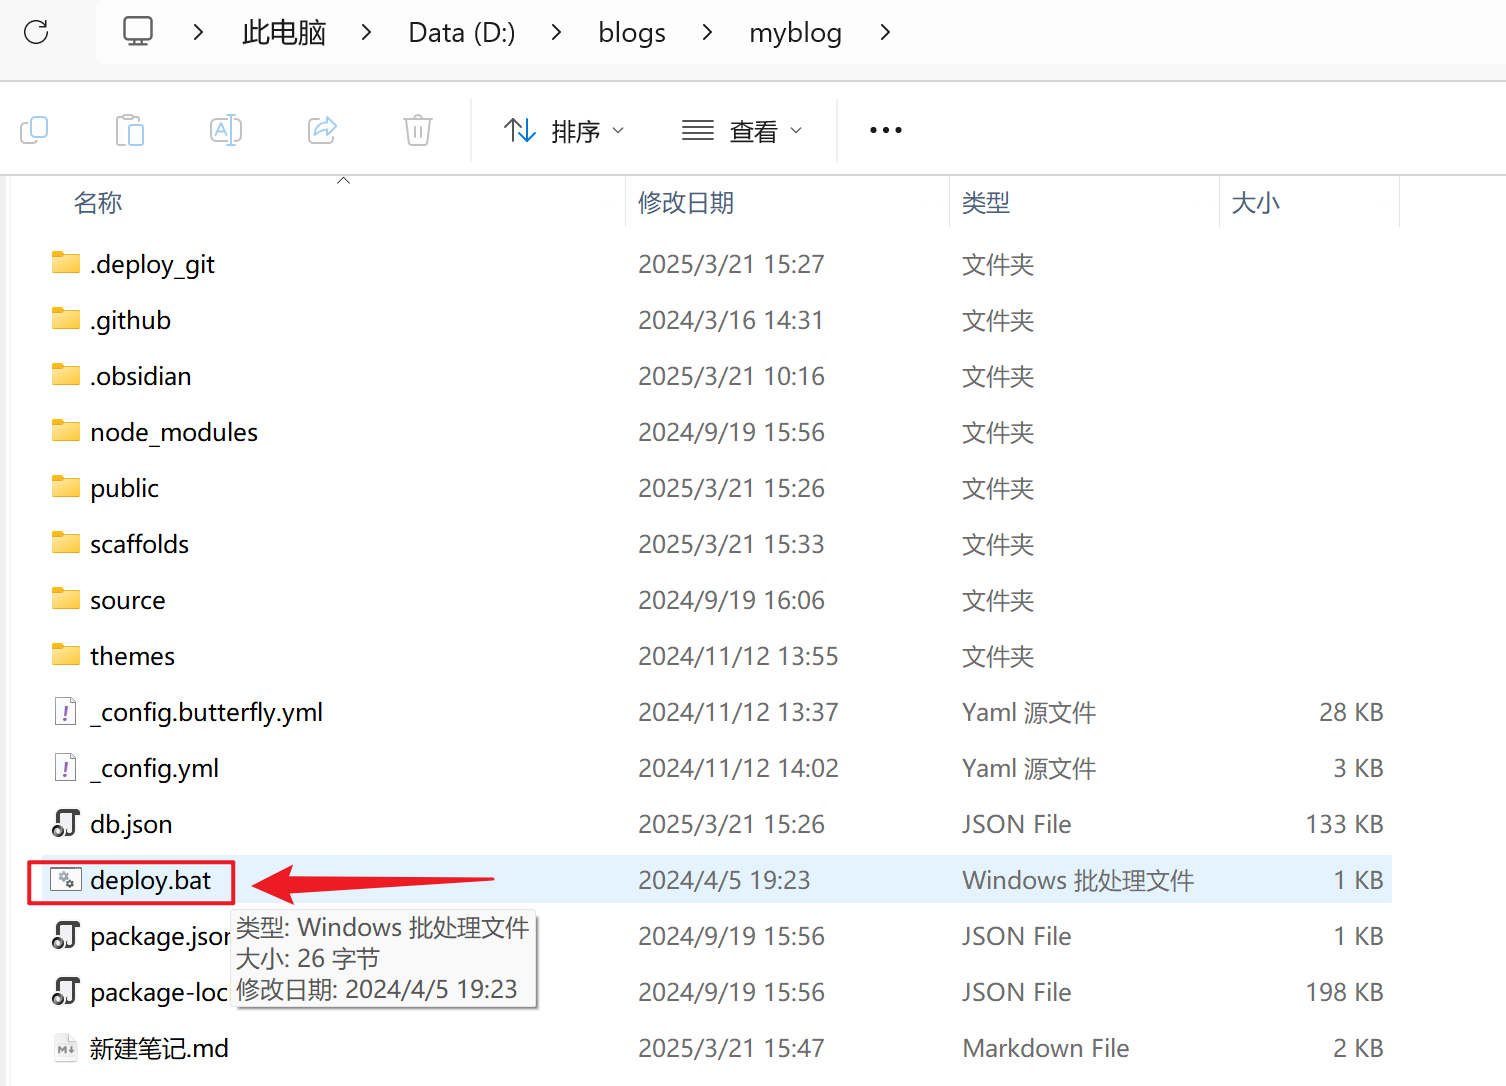 此电脑 > Data (D:) > blogs > myblog >
排序 查看 •••
名称 修改日期 类型 大小
.deploy_git 2025/3/21 15:27 文件夹
.github 2024/3/16 14:31 文件夹
.obsidian 2025/3/21 10:16 文件夹
node_modules 2024/9/19 15:56 文件夹
public 2025/3/21 15:26 文件夹
scaffolds 2025/3/21 15:33 文件夹
source 2024/9/19 16:06 文件夹
themes 2024/11/12 13:55 文件夹
_config.butterfly.yml 2024/11/12 13:37 Yaml 源文件 28 KB
_config.yml 2024/11/12 14:02 Yaml 源文件 3 KB
db.json 2025/3/21 15:26 JSON File 133 KB
deploy.bat 2024/4/5 19:23 Windows 批处理文件 1 KB
package.json 2024/9/19 15:56 JSON File 1 KB
package-loc 2024/9/19 15:56 JSON File 198 KB
类型: Windows 批处理文件
大小: 26 字节
修改日期: 2024/4/5 19:23
新建笔记.md 2025/3/21 15:47 Markdown File 2 KB